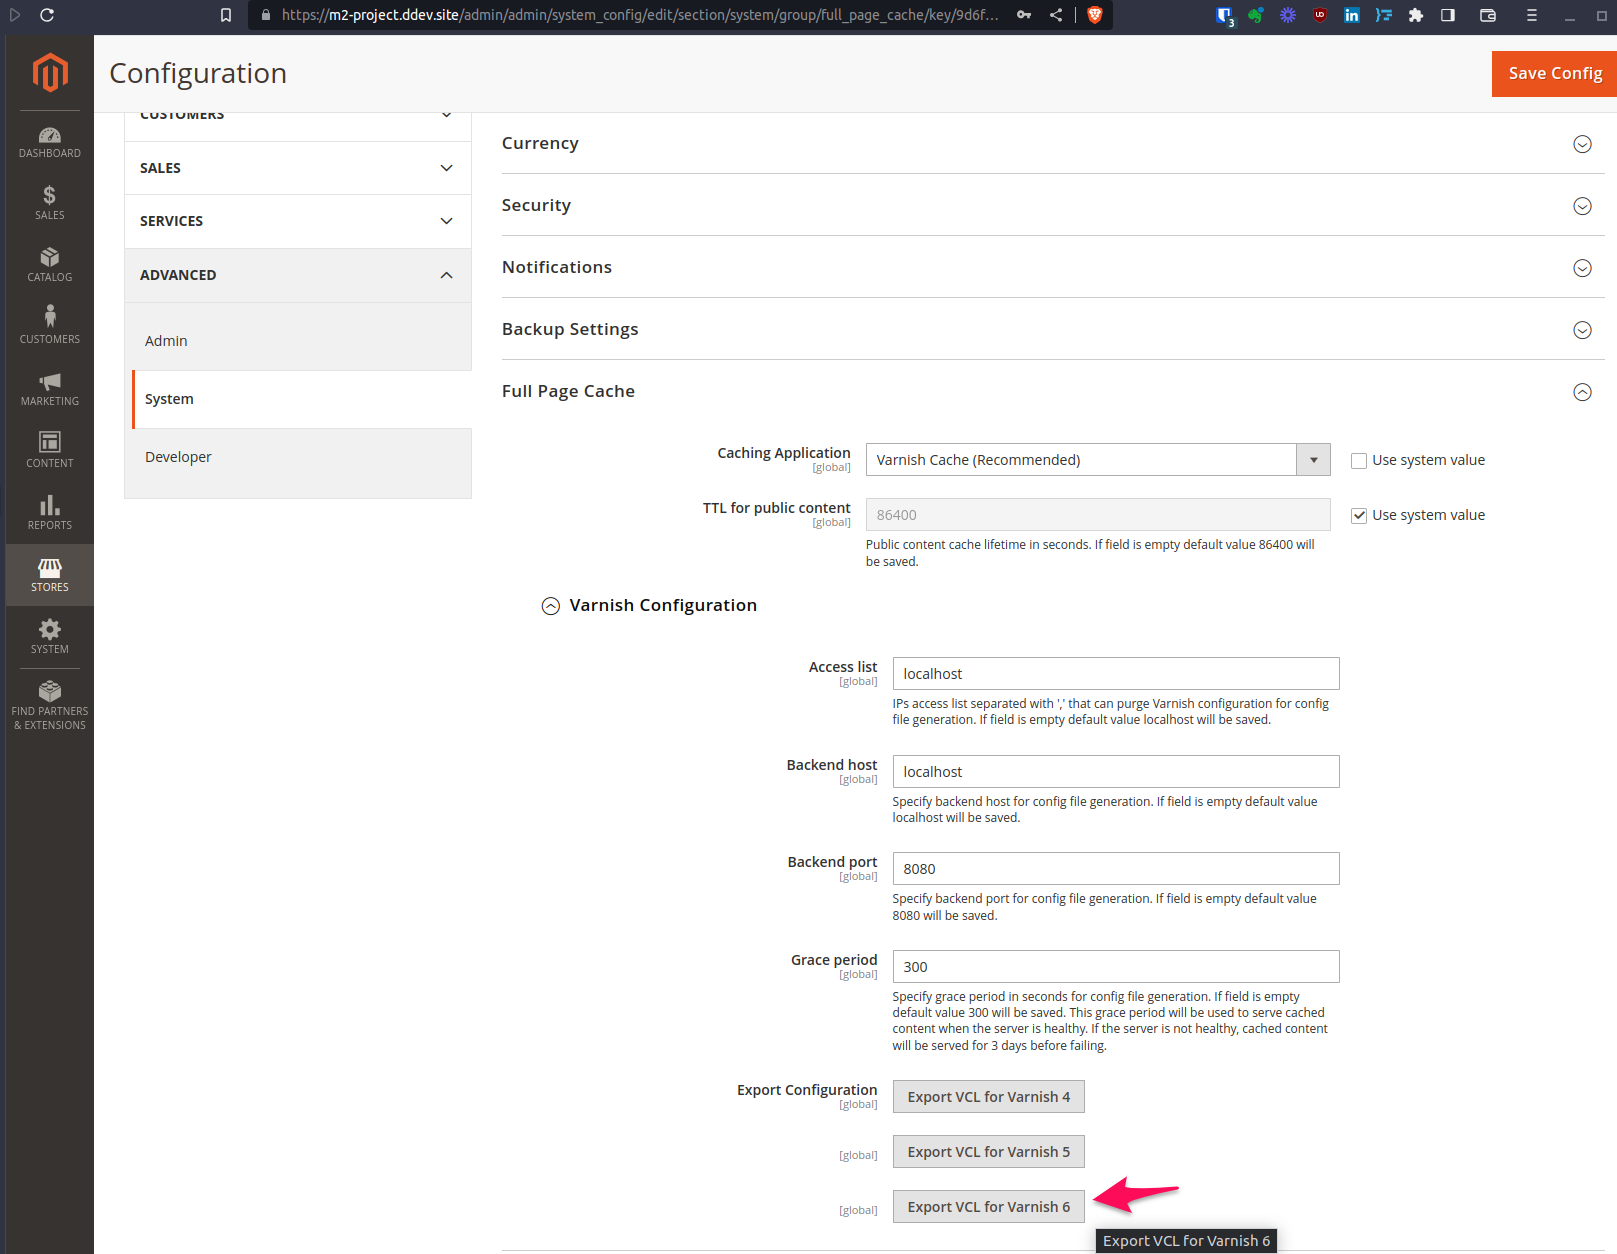 https://m2-project.ddev.site/admin/admin/system_config/edit/section/system/group/full_page_cache/key/9d6f...
3
Configuration
Save Config
DASHBOARD
SALES
CATALOG
CUSTOMERS
MARKETING
CONTENT
REPORTS
STORES
SYSTEM
FIND PARTNERS
& EXTENSIONS
CUSTOMERS
SALES
SERVICES
ADVANCED
Admin
System
Developer
Currency
Security
Notifications
Backup Settings
Full Page Cache
Caching Application
[global]
Varnish Cache (Recommended)
Use system value
TTL for public content
[global]
86400
Use system value
Public content cache lifetime in seconds. If field is empty default value 86400 will
be saved.
Varnish Configuration
Access list
[global]
localhost
IPs access list separated with ',' that can purge Varnish configuration for config
file generation. If field is empty default value localhost will be saved.
Backend host
[global]
localhost
Specify backend host for config file generation. If field is empty default value
localhost will be saved.
Backend port
[global]
8080
Specify backend port for config file generation. If field is empty default value
8080 will be saved.
Grace period
[global]
300
Specify grace period in seconds for config file generation. If field is empty
default value 300 will be saved. This grace period will be used to serve cached
content when the server is healthy. If the server is not healthy, cached content
will be served for 3 days before failing.
Export Configuration
[global]
Export VCL for Varnish 4
[global]
Export VCL for Varnish 5
[global]
Export VCL for Varnish 6
Export VCL for Varnish 6